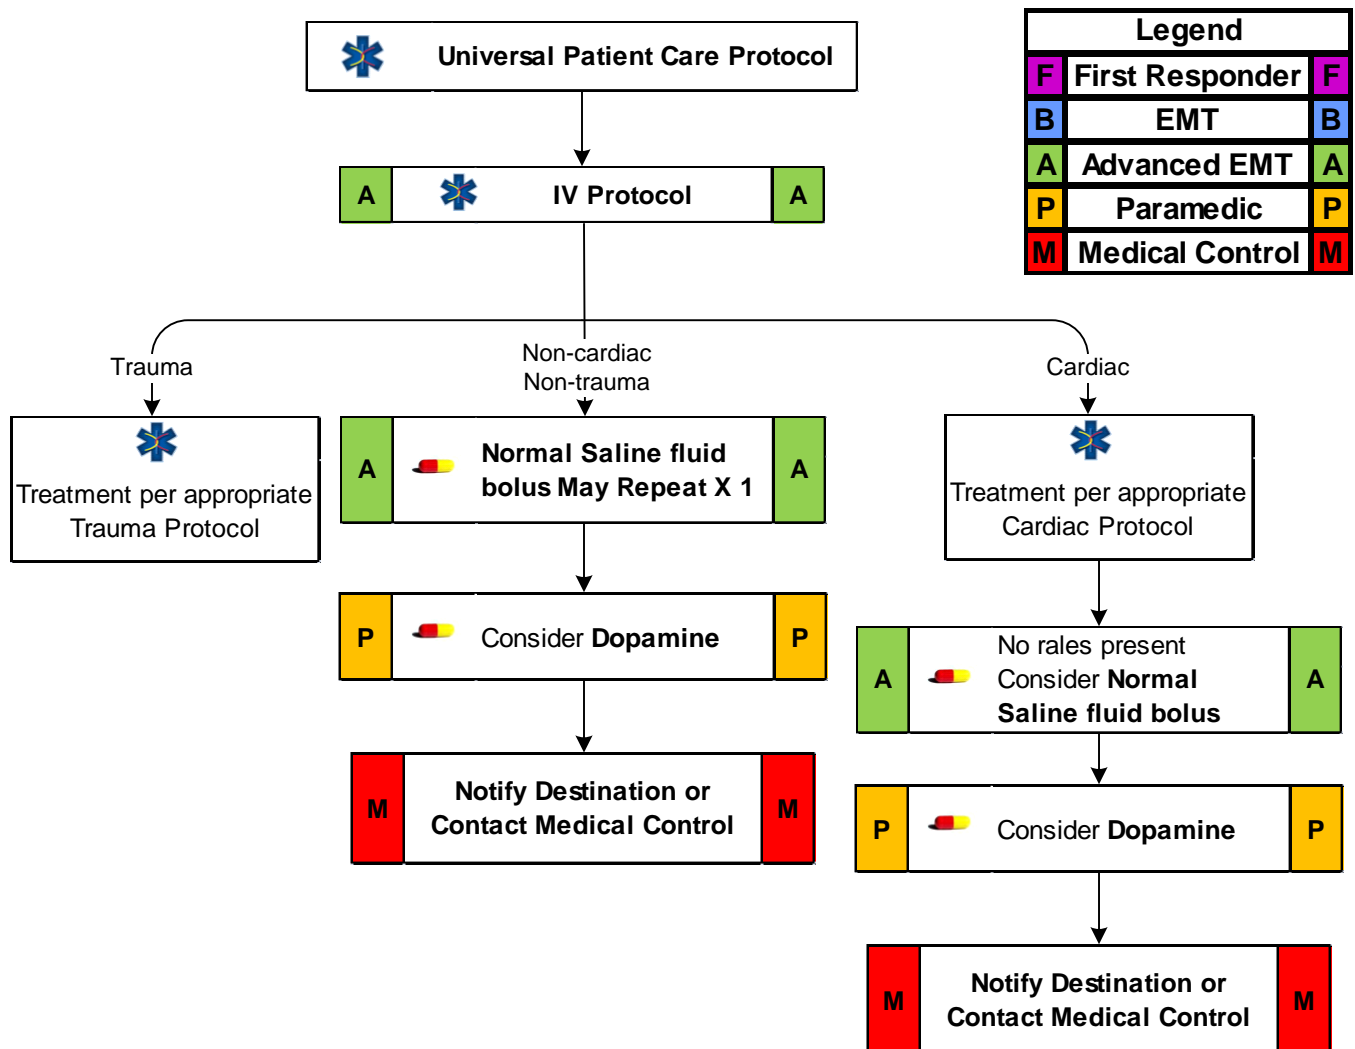 Universal Patient Care Protocol
Legend
F First Responder F
B EMT B
A Advanced EMT A
P Paramedic P
M Medical Control M
A IV Protocol A
Trauma
Non-cardiac
Non-trauma
Cardiac
Treatment per appropriate
Trauma Protocol
A
Normal Saline fluid
bolus May Repeat X 1
A
P Consider Dopamine P
M
Notify Destination or
Contact Medical Control
M
Treatment per appropriate
Cardiac Protocol
A
No rales present
Consider Normal
Saline fluid bolus
A
P Consider Dopamine P
M
Notify Destination or
Contact Medical Control
M